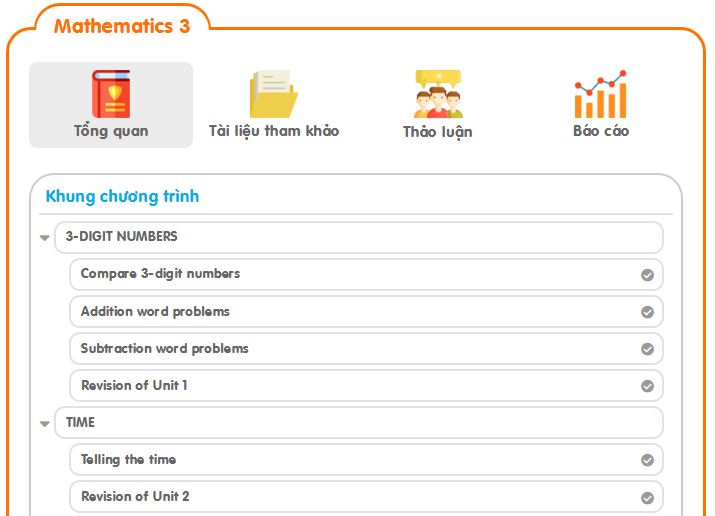 Mathematics 3
Tổng quan
Tài liệu tham khảo
Thảo luận
Báo cáo
Khung chương trình
3-DIGIT NUMBERS
Compare 3-digit numbers
Addition word problems
Subtraction word problems
Revision of Unit 1
TIME
Telling the time
Revision of Unit 2